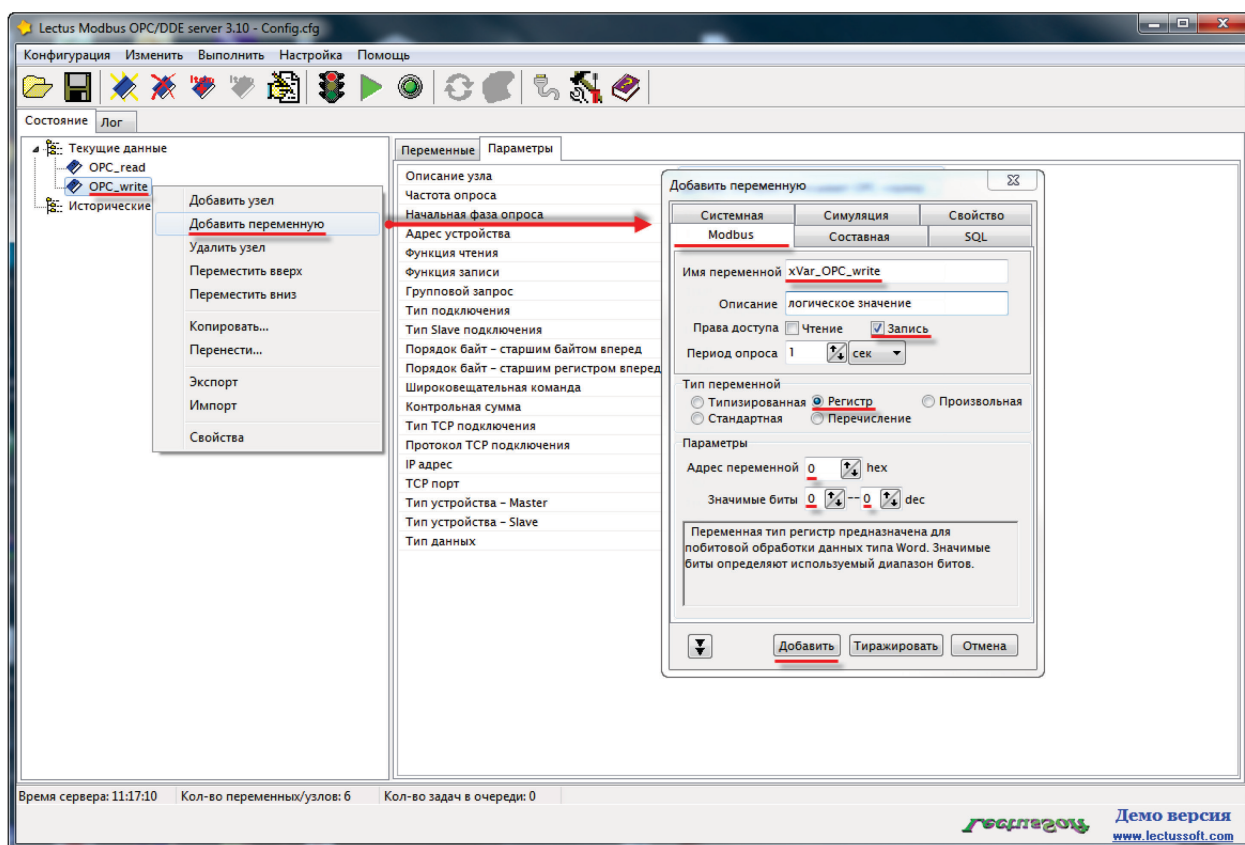 Lectus Modbus OPC/DDE server 3.10 - Config.cfg
Конфигурация Изменить Выполнить Настройка Помощь
Состояние Лог
Текущие данные
OPC_read
OPC_write
Исторические
Добавить узел
Добавить переменную
Удалить узел
Переместить вверх
Переместить вниз
Копировать...
Перенести...
Экспорт
Импорт
Свойства
Переменные Параметры
Описание узла
Частота опроса
Начальная фаза опроса
Адрес устройства
Функция чтения
Функция записи
Групповой запрос
Тип подключения
Тип Slave подключения
Порядок байт - старшим байтом вперед
Порядок байт - старшим регистром вперед
Широковещательная команда
Контрольная сумма
Тип TCP подключения
Протокол TCP подключения
IP адрес
TCP порт
Тип устройства - Master
Тип устройства - Slave
Тип данных
Добавить переменную
Системная Симуляция Свойство
Modbus Составная SQL
Имя переменной xVar_OPC_write
Описание логическое значение
Права доступа Чтение Запись
Период опроса 1 сек
Тип переменной
Типизированная Регистр Произвольная
Стандартная Перечисление
Параметры
Адрес переменной 0 hex
Значимые биты 0 -- 0 dec
Переменная тип регистр предназначена для
побитовой обработки данных типа Word. Значимые
биты определяют используемый диапазон битов.
Добавить Тиражировать Отмена
Время сервера: 11:17:10 Кол-во переменных/узлов: 6 Кол-во задач в очереди: 0
Lectussoft
Демо версия
www.lectussoft.com